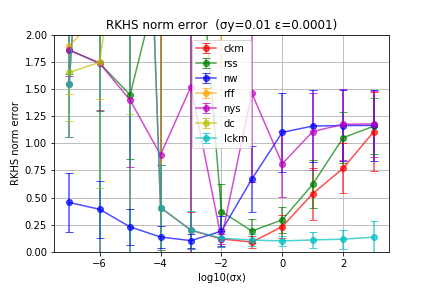 RKHS norm error  (σy=0.01 ε=0.0001)
RKHS norm error
2.00
1.75
1.50
1.25
1.00
0.75
0.50
0.25
0.00
ckm
rss
nw
rff
nys
dc
lckm
−6
−4
−2
0
2
log10(σx)